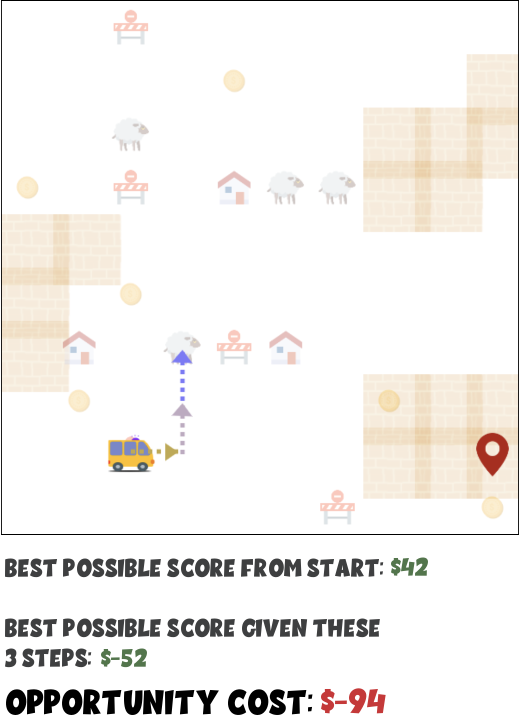 BEST POSSIBLE SCORE FROM START: $42
BEST POSSIBLE SCORE GIVEN THESE
3 STEPS: $-52
OPPORTUNITY COST: $-94